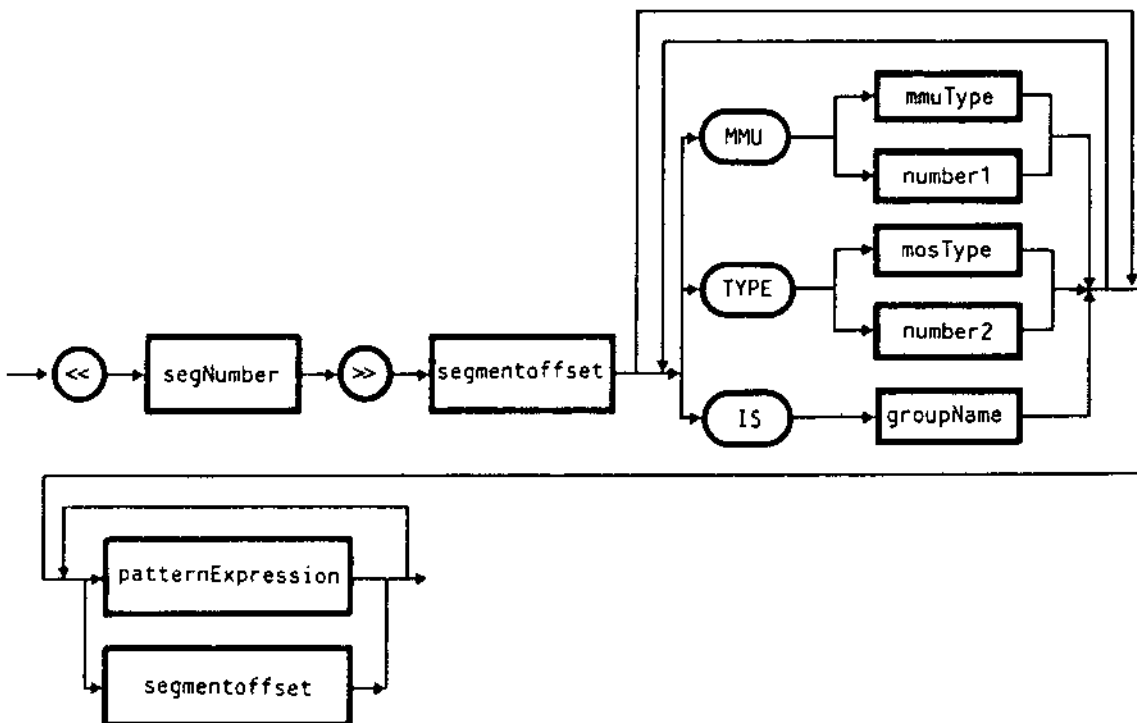 mmuType
MMU
number1
mosType
TYPE
number2
<< segNumber >> segmentoffset
IS groupName
patternExpression
segmentoffset